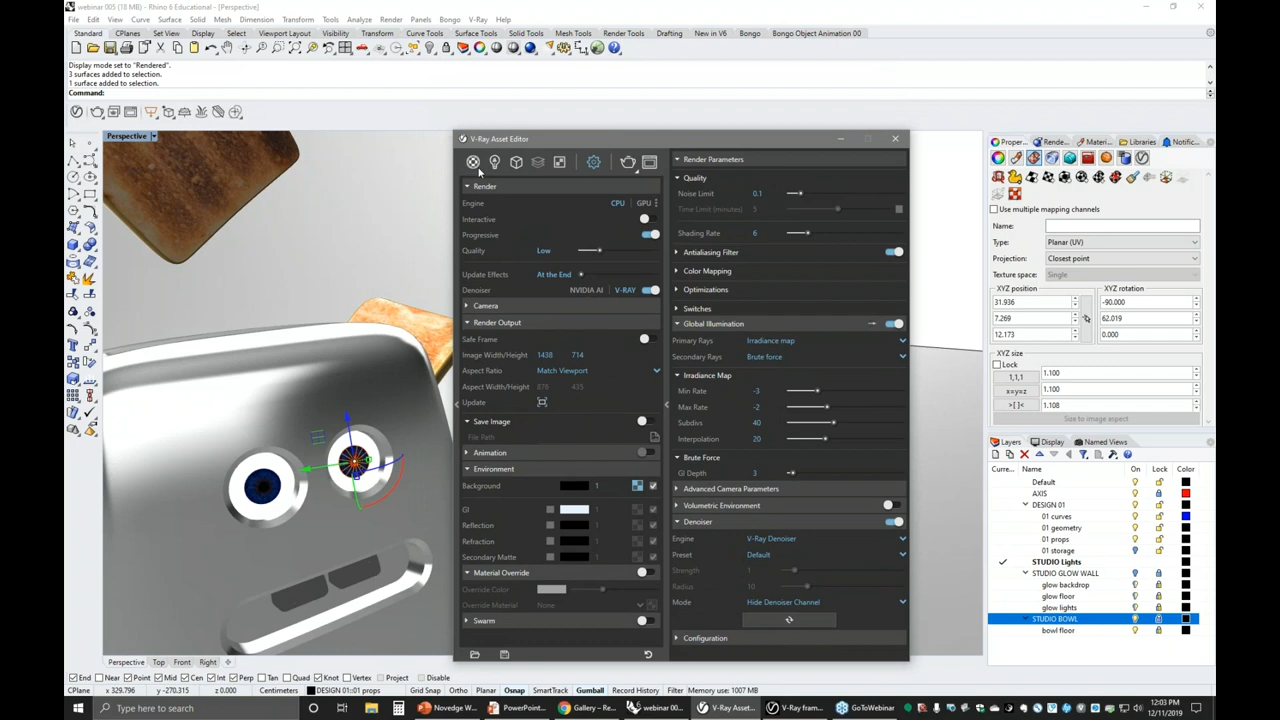 webinar 005 (18 MB) - Rhino 6 Educational - [Perspective]
File Edit View Curve Surface Solid Mesh Dimension Transform Tools Analyze Render Panels Bongo V-Ray Help
Standard CPlanes Set View Display Select Viewport Layout Visibility Transform Curve Tools Surface Tools Solid Tools Mesh Tools Render Tools Drafting New in V6 Bongo Bongo Object Animation 00
Display mode set to "Rendered".
3 surfaces added to selection.
1 surface added to selection.
Command:
Perspective
V-Ray Asset Editor
Render
Engine CPU GPU
Interactive
Progressive
Quality Low
Update Effects At the End
Denoiser NVIDIA AI V-RAY
Camera
Render Output
Safe Frame
Image Width/Height 1438 714
Aspect Ratio Match Viewport
Aspect Width/Height 876 435
Update
Save Image
File Path
Animation
Environment
Background 1
GI 1
Reflection 1
Refraction 1
Secondary Matte 1
Material Override
Override Color
Override Material None
Swarm
Render Parameters
Quality
Noise Limit 0.1
Time Limit (minutes) 5
Shading Rate 6
Antialiasing Filter
Color Mapping
Optimizations
Switches
Global Illumination
Primary Rays Irradiance map
Secondary Rays Brute force
Irradiance Map
Min Rate -3
Max Rate -2
Subdivs 40
Interpolation 20
Brute Force
GI Depth 3
Advanced Camera Parameters
Volumetric Environment
Denoiser
Engine V-Ray Denoiser
Preset Default
Strength 1
Radius 10
Mode Hide Denoiser Channel
Configuration
Proper... Rende... Materi... Libraries Notific...
Use multiple mapping channels
Name:
Type: Planar (UV)
Projection: Closest point
Texture space: Single
XYZ position XYZ rotation
31.936 -90.000
7.269 62.019
12.173 0.000
XYZ size
Lock 1.100
1,1,1
x=y=z 1.100
>[ ]< 1.108
Size to image aspect
Layers Display Named Views
Curre... Name On Lock Color
Default
AXIS
DESIGN 01
01 curves
01 geometry
01 props
01 storage
STUDIO Lights
STUDIO GLOW WALL
glow backdrop
glow floor
glow lights
STUDIO BOWL
bowl floor
Perspective Top Front Right
End Near Point Mid Cen Int Perp Tan Quad Knot Vertex Project Disable
CPlane x 329.796 y -270.315 z 0.000 Centimeters DESIGN 01::01 props Grid Snap Ortho Planar Osnap SmartTrack Gumball Record History Filter Memory use: 1007 MB
Type here to search Novedge W... PowerPoint... Gallery – Re... webinar 00... V-Ray Asset... V-Ray fram... GoToWebinar 12:03 PM
12/11/2019